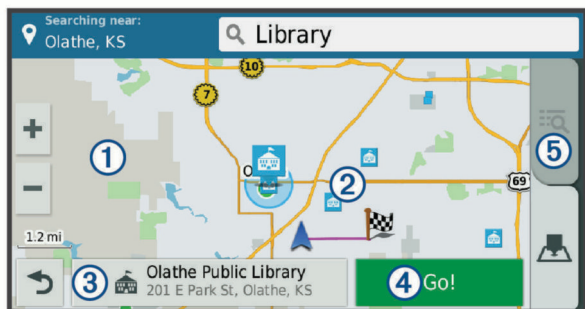 Searching near:
Olathe, KS
Library
10
7
+
1
5
O
2
69
−
1.2 mi
3
Olathe Public Library
201 E Park St, Olathe, KS
4
Go!